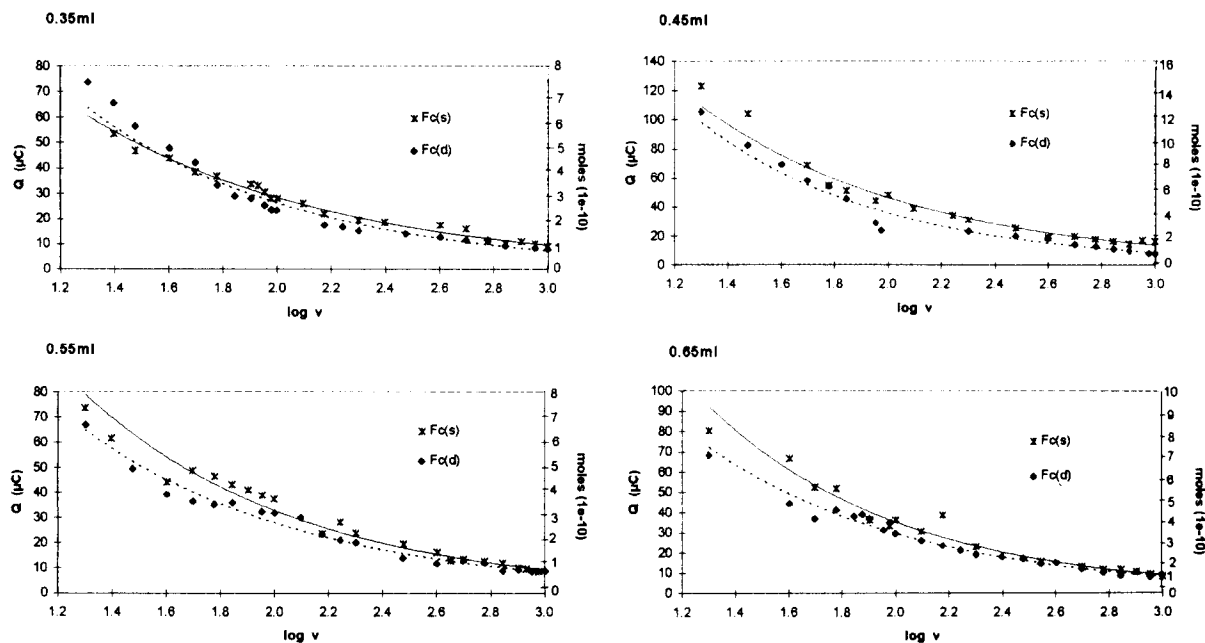 0.35ml
80
70
60
50
40
30
20
10
0
Q (µC)
8
7
6
5
4
3
2
1
0
moles (1e-10)
Fc(s)
Fc(d)
1.2 1.4 1.6 1.8 2.0 2.2 2.4 2.6 2.8 3.0
log v
0.45ml
140
120
100
80
60
40
20
0
Q (µC)
16
14
12
10
8
6
4
2
0
moles (1e-10)
Fc(s)
Fc(d)
1.2 1.4 1.6 1.8 2.0 2.2 2.4 2.6 2.8 3.0
log v
0.55ml
80
70
60
50
40
30
20
10
0
Q (µC)
8
7
6
5
4
3
2
1
0
moles (1e-10)
Fc(s)
Fc(d)
1.2 1.4 1.6 1.8 2.0 2.2 2.4 2.6 2.8 3.0
log v
0.65ml
100
90
80
70
60
50
40
30
20
10
0
Q (µC)
10
9
8
7
6
5
4
3
2
1
0
moles (1e-10)
Fc(s)
Fc(d)
1.2 1.4 1.6 1.8 2.0 2.2 2.4 2.6 2.8 3.0
log v